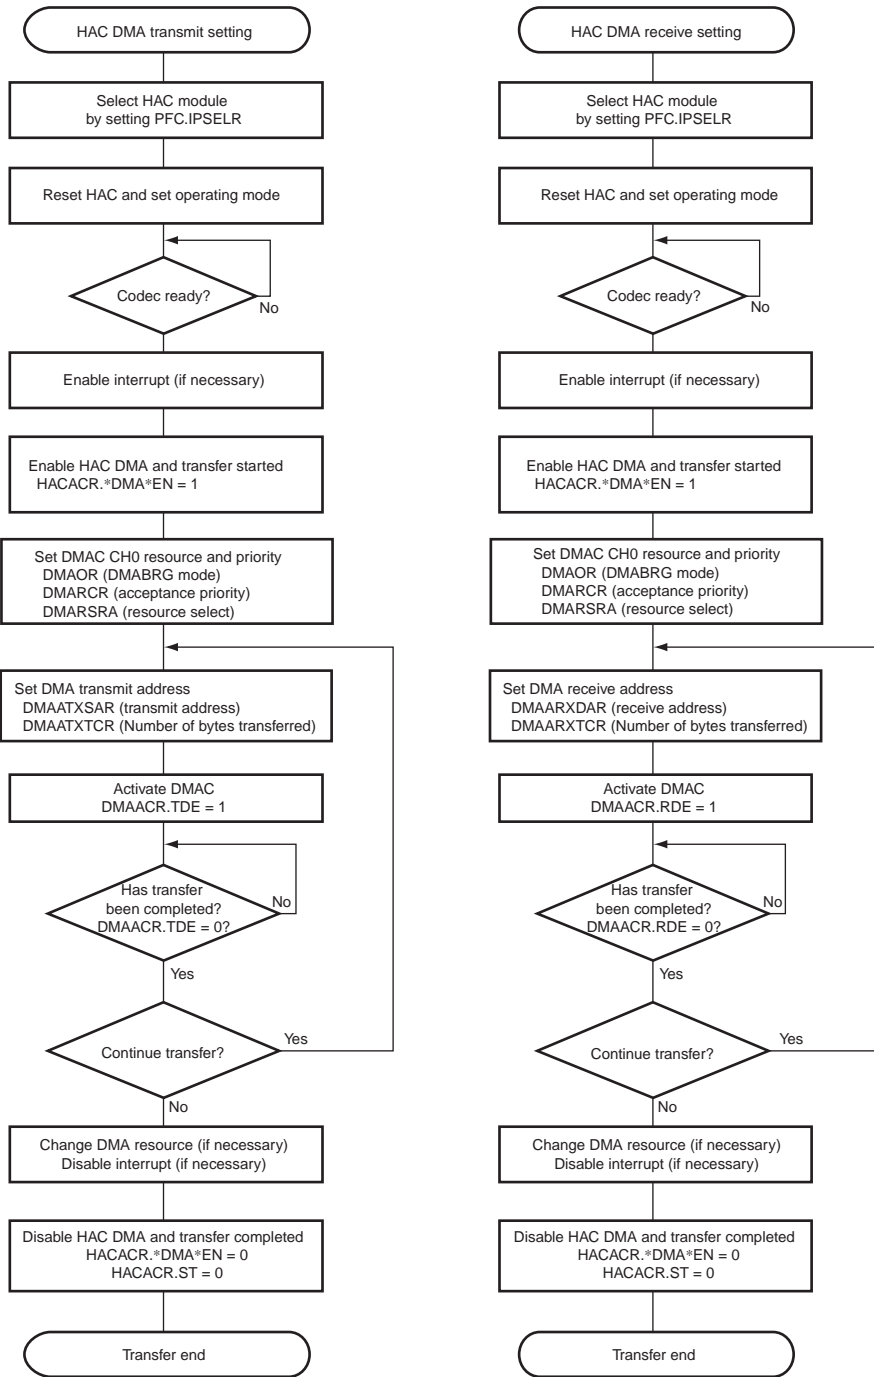 HAC DMA transmit setting
Select HAC module
by setting PFC.IPSELR
Reset HAC and set operating mode
Codec ready?
No
Enable interrupt (if necessary)
Enable HAC DMA and transfer started
HACACR.*DMA*EN = 1
Set DMAC CH0 resource and priority
DMAOR (DMABRG mode)
DMARCR (acceptance priority)
DMARSRA (resource select)
Set DMA transmit address
DMAATXSAR (transmit address)
DMAATXTCR (Number of bytes transferred)
Activate DMAC
DMAACR.TDE = 1
Has transfer
been completed?
DMAACR.TDE = 0?
No
Yes
Continue transfer?
Yes
No
Change DMA resource (if necessary)
Disable interrupt (if necessary)
Disable HAC DMA and transfer completed
HACACR.*DMA*EN = 0
HACACR.ST = 0
Transfer end
HAC DMA receive setting
Select HAC module
by setting PFC.IPSELR
Reset HAC and set operating mode
Codec ready?
No
Enable interrupt (if necessary)
Enable HAC DMA and transfer started
HACACR.*DMA*EN = 1
Set DMAC CH0 resource and priority
DMAOR (DMABRG mode)
DMARCR (acceptance priority)
DMARSRA (resource select)
Set DMA receive address
DMAARXDAR (receive address)
DMAARXTCR (Number of bytes transferred)
Activate DMAC
DMAACR.RDE = 1
Has transfer
been completed?
DMAACR.RDE = 0?
No
Yes
Continue transfer?
Yes
No
Change DMA resource (if necessary)
Disable interrupt (if necessary)
Disable HAC DMA and transfer completed
HACACR.*DMA*EN = 0
HACACR.ST = 0
Transfer end